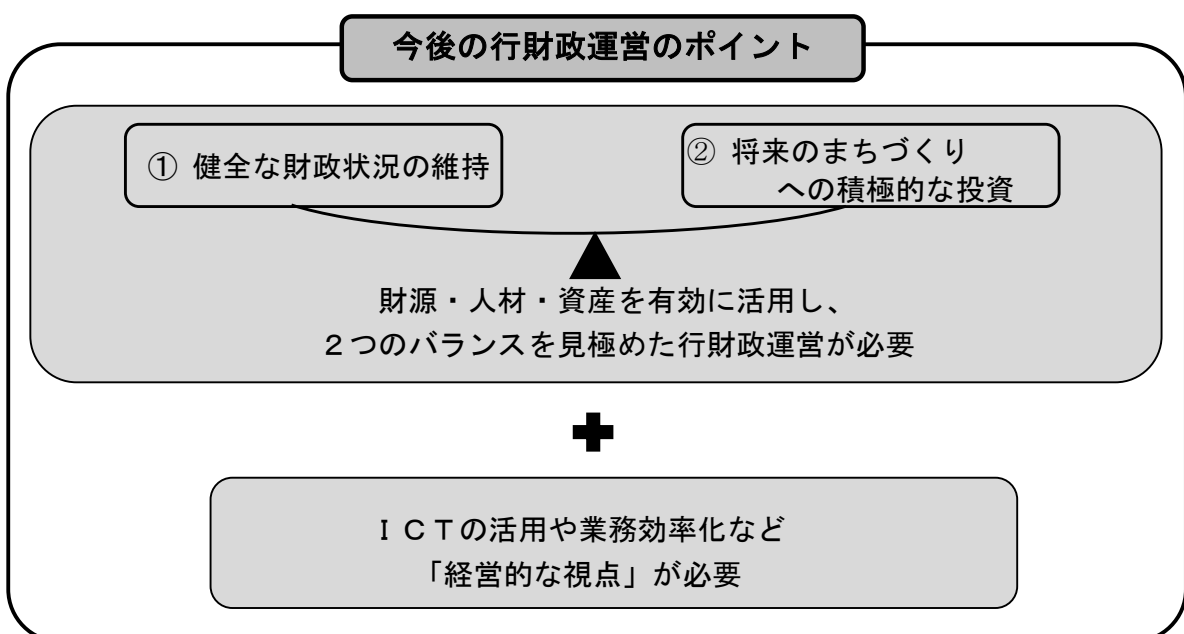 今後の行財政運営のポイント
① 健全な財政状況の維持
② 将来のまちづくり
への積極的な投資
財源・人材・資産を有効に活用し、
２つのバランスを見極めた行財政運営が必要
ＩＣＴの活用や業務効率化など
「経営的な視点」が必要